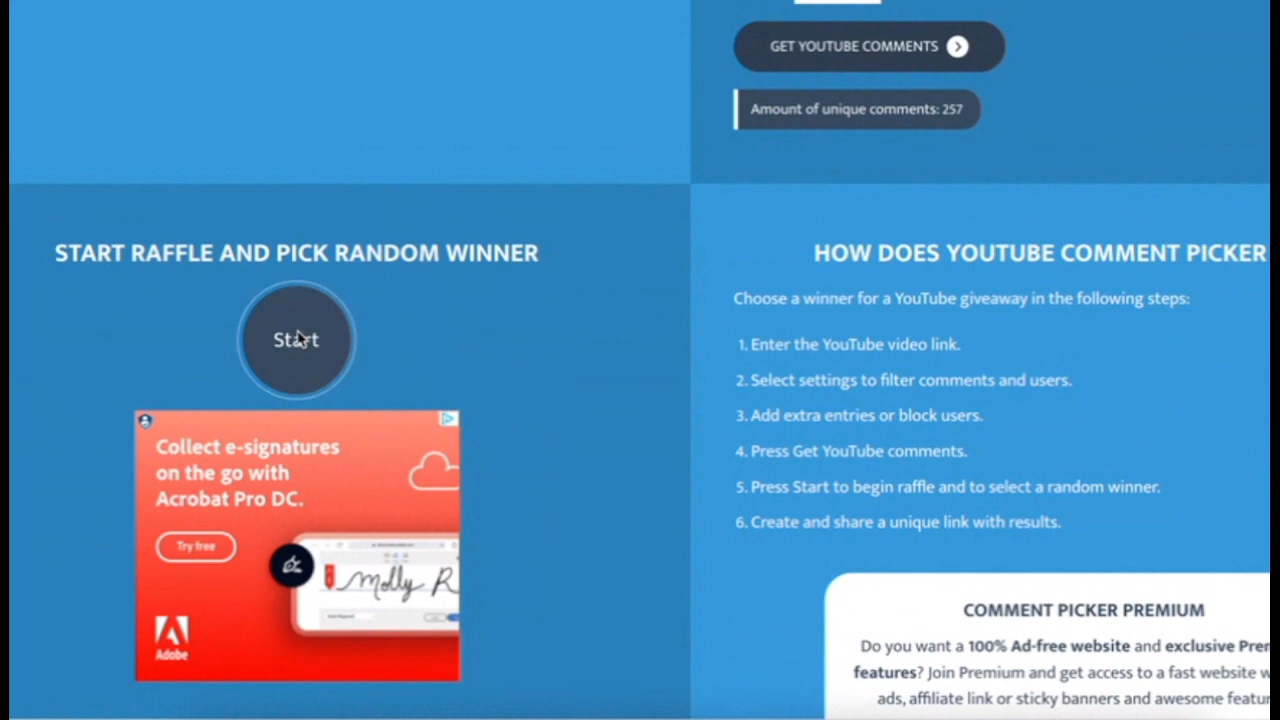 GET YOUTUBE COMMENTS
Amount of unique comments: 257
START RAFFLE AND PICK RANDOM WINNER
Start
Collect e-signatures
on the go with
Acrobat Pro DC.
Try free
Molly R
Adobe
HOW DOES YOUTUBE COMMENT PICKER
Choose a winner for a YouTube giveaway in the following steps:
1. Enter the YouTube video link.
2. Select settings to filter comments and users.
3. Add extra entries or block users.
4. Press Get YouTube comments.
5. Press Start to begin raffle and to select a random winner.
6. Create and share a unique link with results.
COMMENT PICKER PREMIUM
Do you want a 100% Ad-free website and exclusive Prem
features? Join Premium and get access to a fast website w
ads, affiliate link or sticky banners and awesome featur